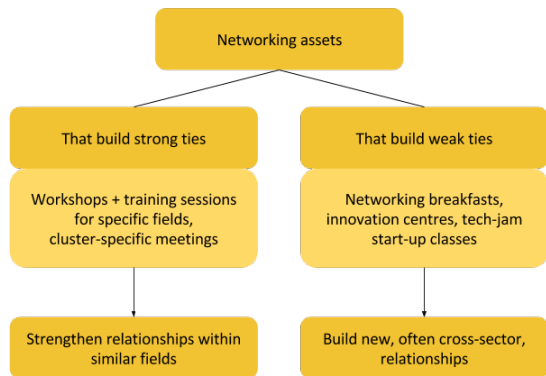 Networking assets
That build strong ties
Workshops + training sessions
for specific fields,
cluster-specific meetings
Strengthen relationships within
similar fields
That build weak ties
Networking breakfasts,
innovation centres, tech-jam
start-up classes
Build new, often cross-sector,
relationships